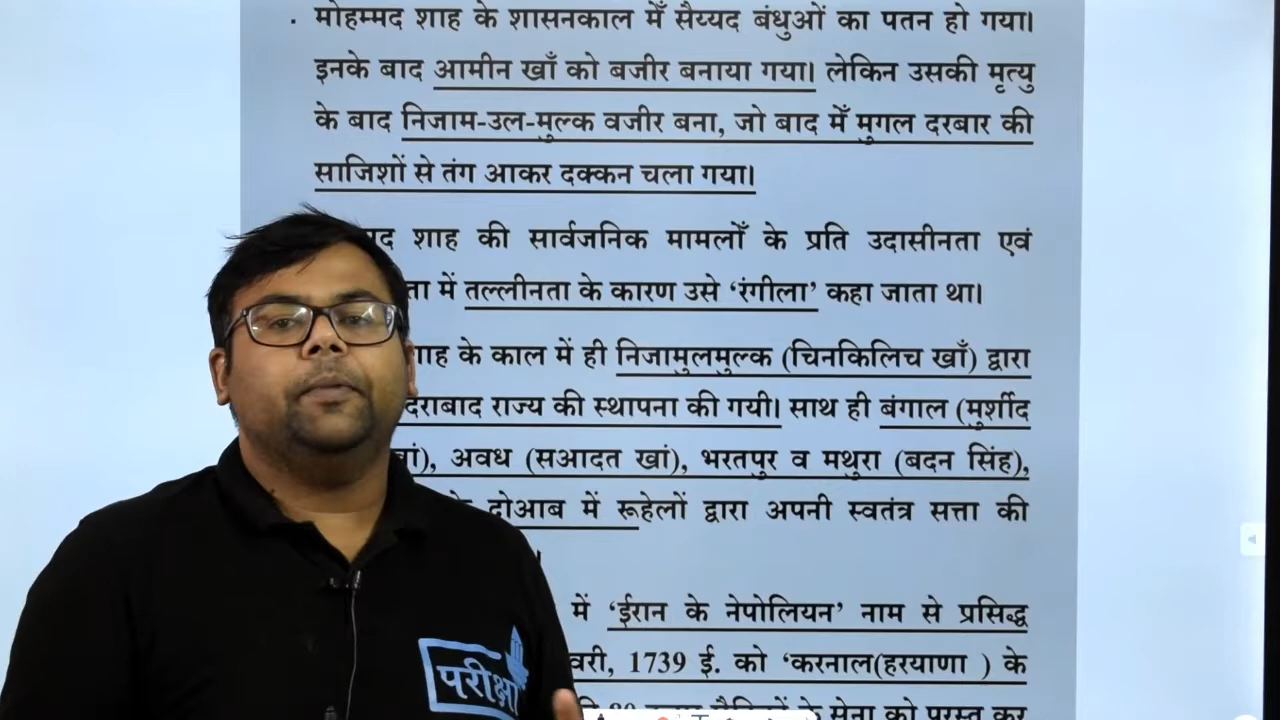 . मोहम्मद शाह के शासनकाल में सैय्यद बंधुओं का पतन हो गया।
इनके बाद आमीन खाँ को बजीर बनाया गया। लेकिन उसकी मृत्यु
के बाद निजाम-उल-मुल्क वजीर बना, जो बाद में मुगल दरबार की
साजिशों से तंग आकर दक्कन चला गया।
शाह की सार्वजनिक मामलों के प्रति उदासीनता एवं
में तल्लीनता के कारण उसे ‘रंगीला’ कहा जाता था।
के काल में ही निजामुलमुल्क (चिनकिलिच खाँ) द्वारा
राज्य की स्थापना की गयी। साथ ही बंगाल (मुर्शीद
अवध (सआदत खां), भरतपुर व मथुरा (बदन सिंह),
दोआब में रूहेलों द्वारा अपनी स्वतंत्र सत्ता की
में ‘ईरान के नेपोलियन’ नाम से प्रसिद्ध
1739 ई. को ‘करनाल(हरयाणा ) के
सेना को परस्त कर
परीक्षा